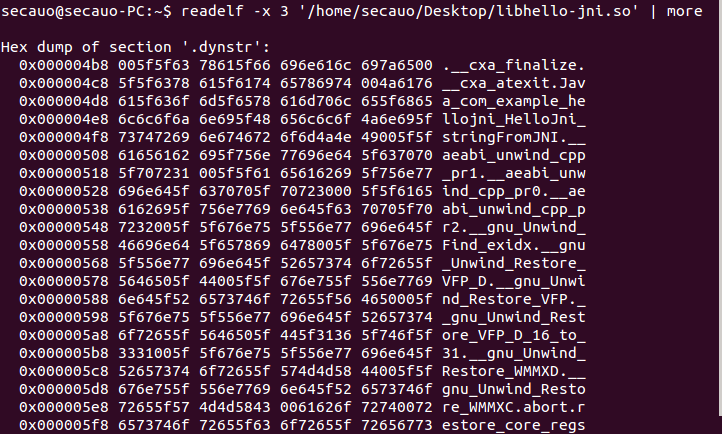 secauo@secauo-PC:~$ readelf -x 3 '/home/secauo/Desktop/libhello-jni.so' | more
Hex dump of section '.dynstr':
0x000004b8 005f5f63 78615f66 696e616c 697a6500 .__cxa_finalize.
0x000004c8 5f5f6378 615f6174 65786974 004a6176 __cxa_atexit.Jav
0x000004d8 615f636f 6d5f6578 616d706c 655f6865 a_com_example_he
0x000004e8 6c6c6f6a 6e695f48 656c6c6f 4a6e695f llojni_HelloJni_
0x000004f8 73747269 6e674672 6f6d4a4e 49005f5f stringFromJNI.__
0x00000508 61656162 695f756e 77696e64 5f637070 aeabi_unwind_cpp
0x00000518 5f707231 005f5f61 65616269 5f756e77 _pr1.__aeabi_unw
0x00000528 696e645f 6370705f 70723000 5f5f6165 ind_cpp_pr0.__ae
0x00000538 6162695f 756e7769 6e645f63 70705f70 abi_unwind_cpp_p
0x00000548 7232005f 5f676e75 5f556e77 696e645f r2.__gnu_Unwind_
0x00000558 46696e64 5f657869 6478005f 5f676e75 Find_exidx.__gnu
0x00000568 5f556e77 696e645f 52657374 6f72655f _Unwind_Restore_
0x00000578 5646505f 44005f5f 676e755f 556e7769 VFP_D.__gnu_Unwi
0x00000588 6e645f52 6573746f 72655f56 4650005f nd_Restore_VFP._
0x00000598 5f676e75 5f556e77 696e645f 52657374 _gnu_Unwind_Rest
0x000005a8 6f72655f 5646505f 445f3136 5f746f5f ore_VFP_D_16_to_
0x000005b8 3331005f 5f676e75 5f556e77 696e645f 31.__gnu_Unwind_
0x000005c8 52657374 6f72655f 574d4d58 44005f5f Restore_WMMXD.__
0x000005d8 676e755f 556e7769 6e645f52 6573746f gnu_Unwind_Resto
0x000005e8 72655f57 4d4d5843 0061626f 72740072 re_WMMXC.abort.r
0x000005f8 6573746f 72655f63 6f72655f 72656773 estore_core_regs